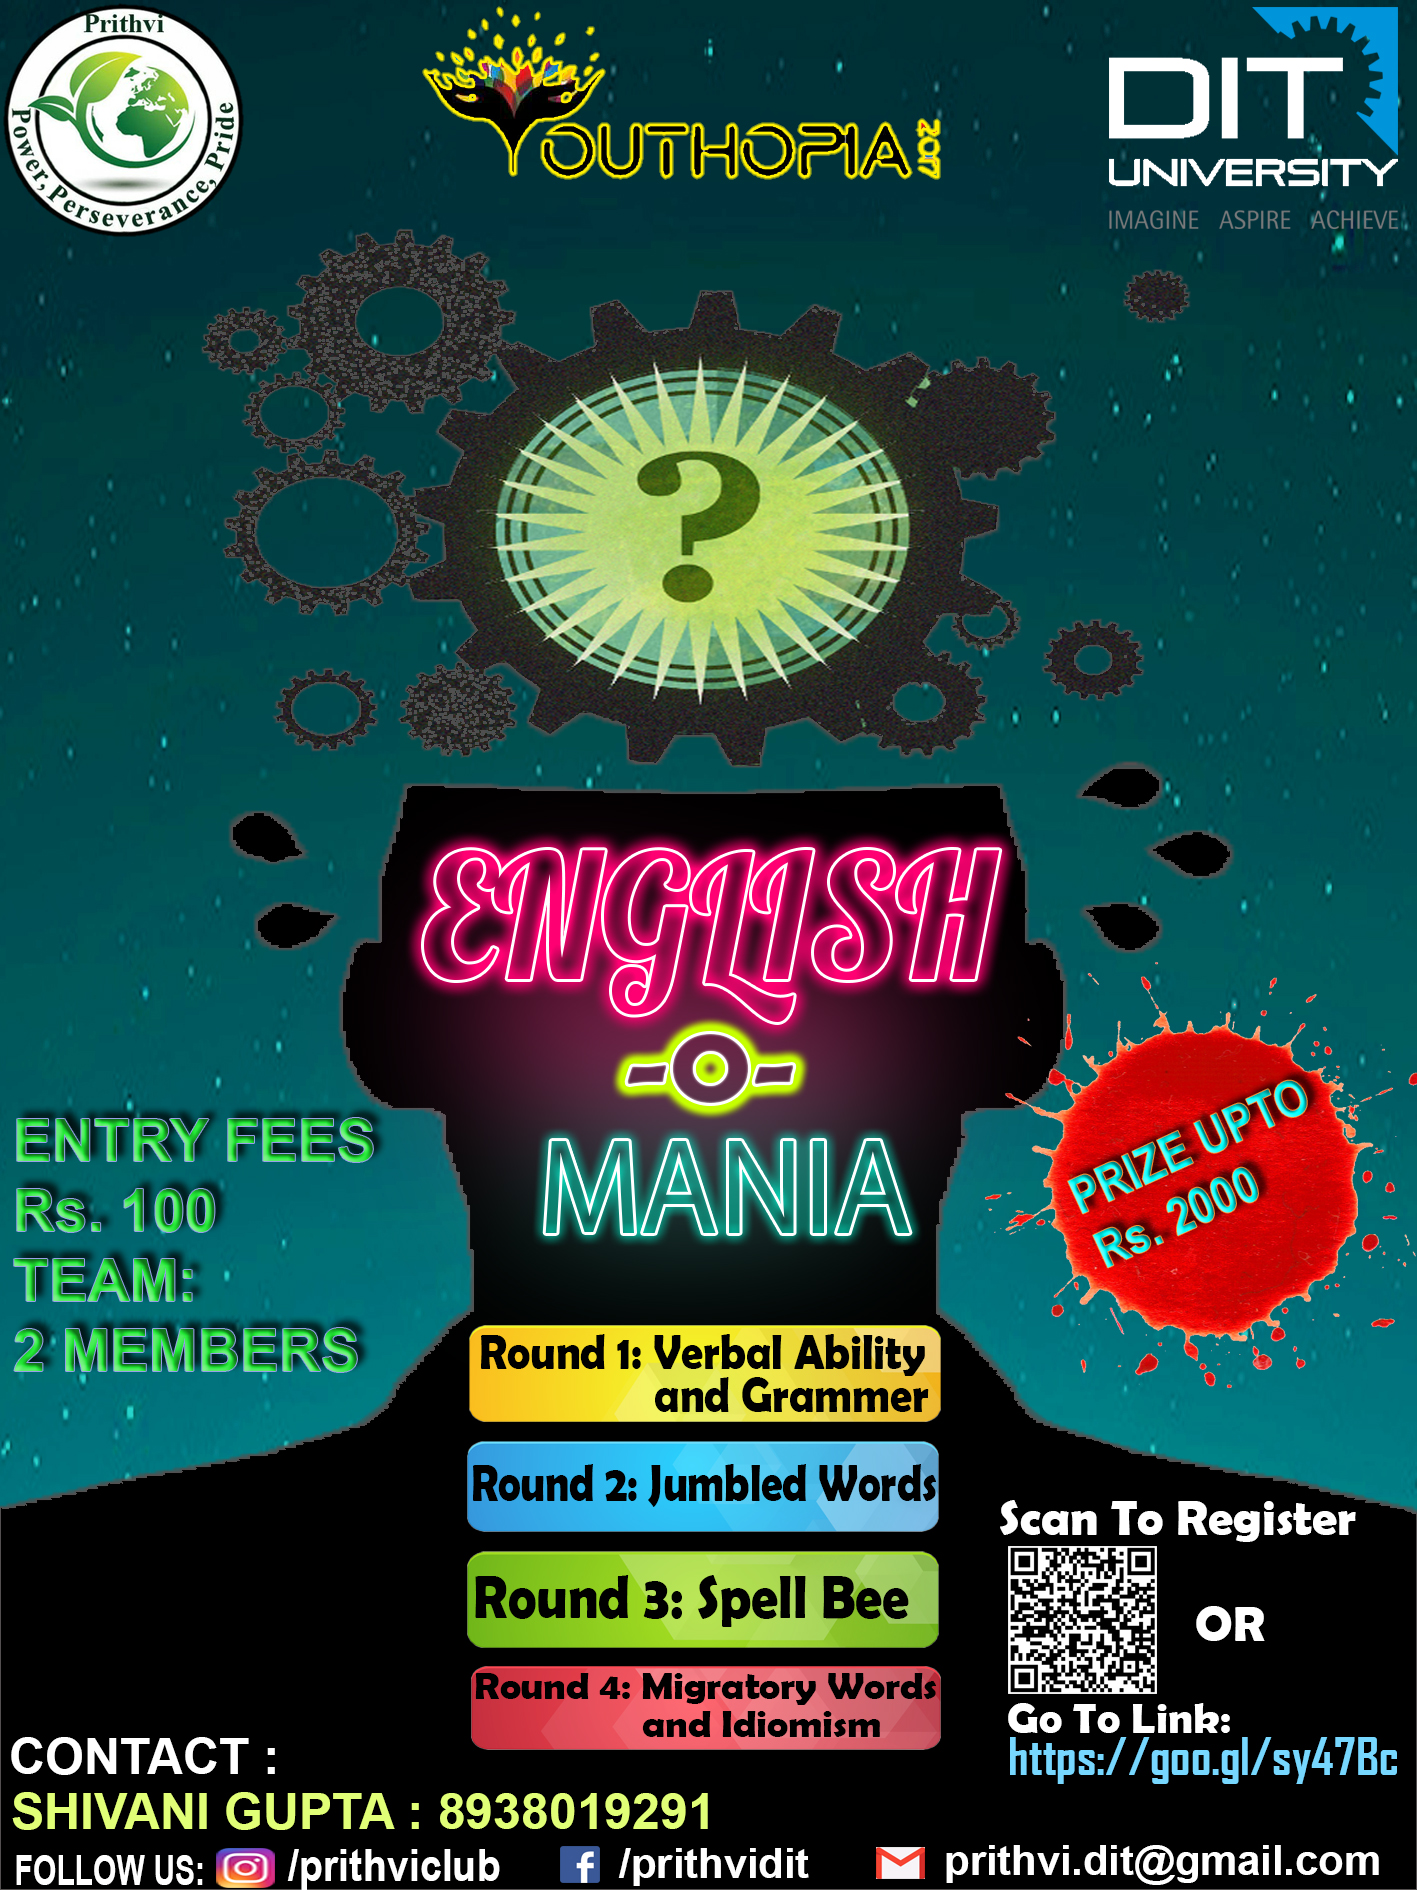 Prithvi
Power, Perseverance, Pride
YOUTHOPIA 2017
DIT
UNIVERSITY
IMAGINE ASPIRE ACHIEVE
?
ENGLISH
-O-
MANIA
ENTRY FEES
Rs. 100
TEAM:
2 MEMBERS
PRIZE UPTO
Rs. 2000
Round 1: Verbal Ability
and Grammer
Round 2: Jumbled Words
Round 3: Spell Bee
Round 4: Migratory Words
and Idiomism
Scan To Register
OR
Go To Link:
https://goo.gl/sy47Bc
CONTACT :
SHIVANI GUPTA : 8938019291
FOLLOW US: /prithviclub f /prithvidit prithvi.dit@gmail.com